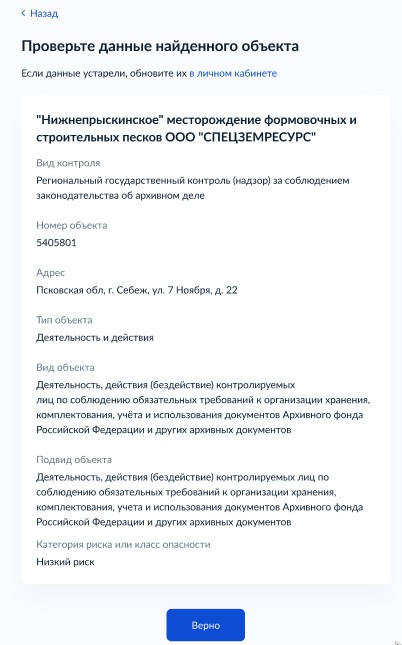 Назад
Проверьте данные найденного объекта
Если данные устарели, обновите их в личном кабинете
"Нижнепрыскинское" месторождение формовочных и
строительных песков ООО "СПЕЦЗЕМРЕСУРС"
Вид контроля
Региональный государственный контроль (надзор) за соблюдением
законодательства об архивном деле
Номер объекта
5405801
Адрес
Псковская обл, г. Себеж, ул. 7 Ноября, д. 22
Тип объекта
Деятельность и действия
Вид объекта
Деятельность, действия (бездействие) контролируемых
лиц по соблюдению обязательных требований к организации хранения,
комплектования, учёта и использования документов Архивного фонда
Российской Федерации и других архивных документов
Подвид объекта
Деятельность, действия (бездействие) контролируемых лиц по
соблюдению обязательных требований к организации хранения,
комплектования, учета и использования документов Архивного фонда
Российской Федерации и других архивных документов
Категория риска или класс опасности
Низкий риск
Верно